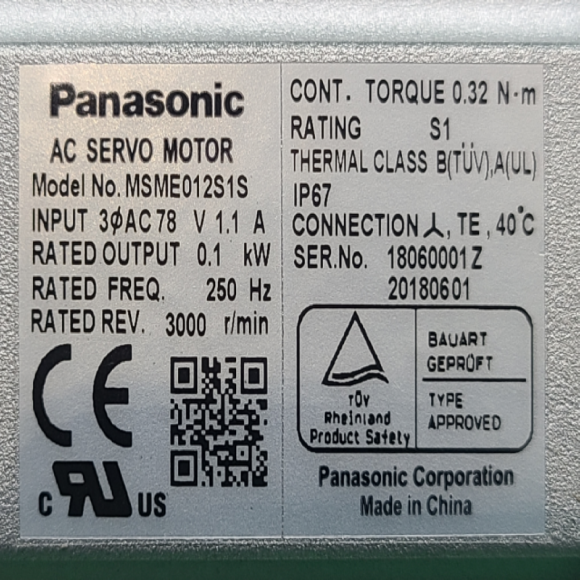 Panasonic
AC SERVO MOTOR
Model No. MSME012S1S
INPUT 3ϕAC 78 V 1.1 A
RATED OUTPUT 0.1 kW
RATED FREQ. 250 Hz
RATED REV. 3000 r/min
CE
c RU US
CONT. TORQUE 0.32 N·m
RATING S1
THERMAL CLASS B(TÜV),A(UL)
IP67
CONNECTION ⅄, TE, 40°C
SER.No. 18060001Z
20180601
TÜV
Rheinland
Product Safety
BAUART
GEPRÜFT
TYPE
APPROVED
Panasonic Corporation
Made in China